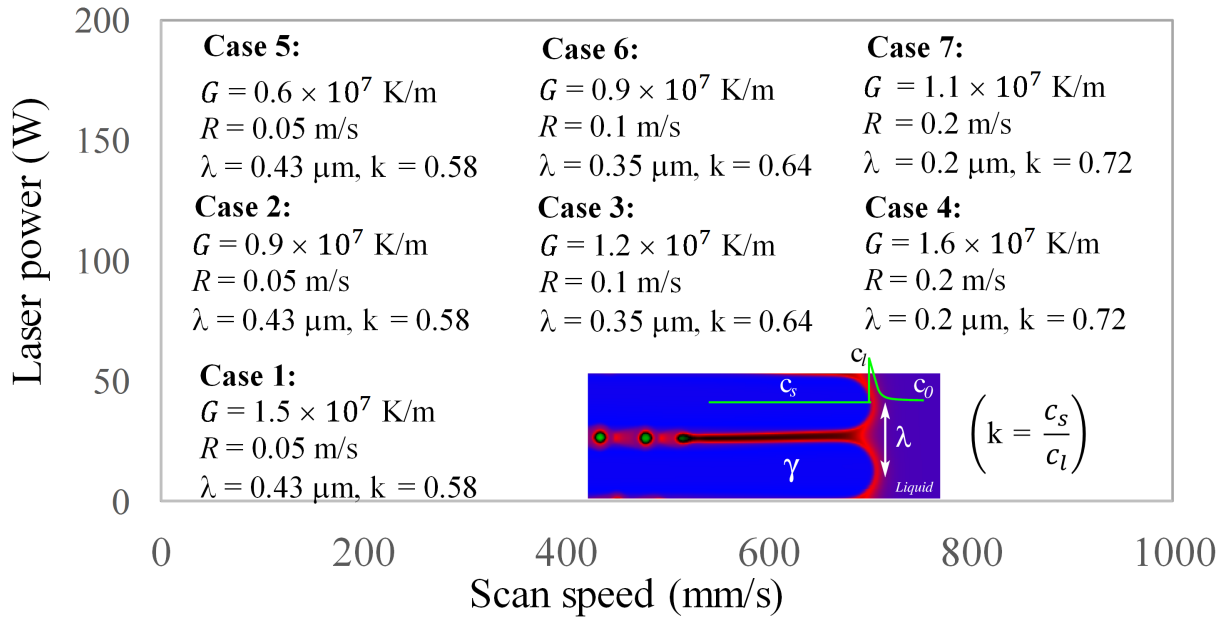 Laser power (W)
200
150
100
50
0
Case 5:
G = 0.6 × 10⁷ K/m
R = 0.05 m/s
λ = 0.43 μm, k = 0.58
Case 6:
G = 0.9 × 10⁷ K/m
R = 0.1 m/s
λ = 0.35 μm, k = 0.64
Case 7:
G = 1.1 × 10⁷ K/m
R = 0.2 m/s
λ = 0.2 μm, k = 0.72
Case 2:
G = 0.9 × 10⁷ K/m
R = 0.05 m/s
λ = 0.43 μm, k = 0.58
Case 3:
G = 1.2 × 10⁷ K/m
R = 0.1 m/s
λ = 0.35 μm, k = 0.64
Case 4:
G = 1.6 × 10⁷ K/m
R = 0.2 m/s
λ = 0.2 μm, k = 0.72
Case 1:
G = 1.5 × 10⁷ K/m
R = 0.05 m/s
λ = 0.43 μm, k = 0.58
c_l
c_s
c_0
λ
γ
Liquid
(k = c_s/c_l)
0 200 400 600 800 1000
Scan speed (mm/s)